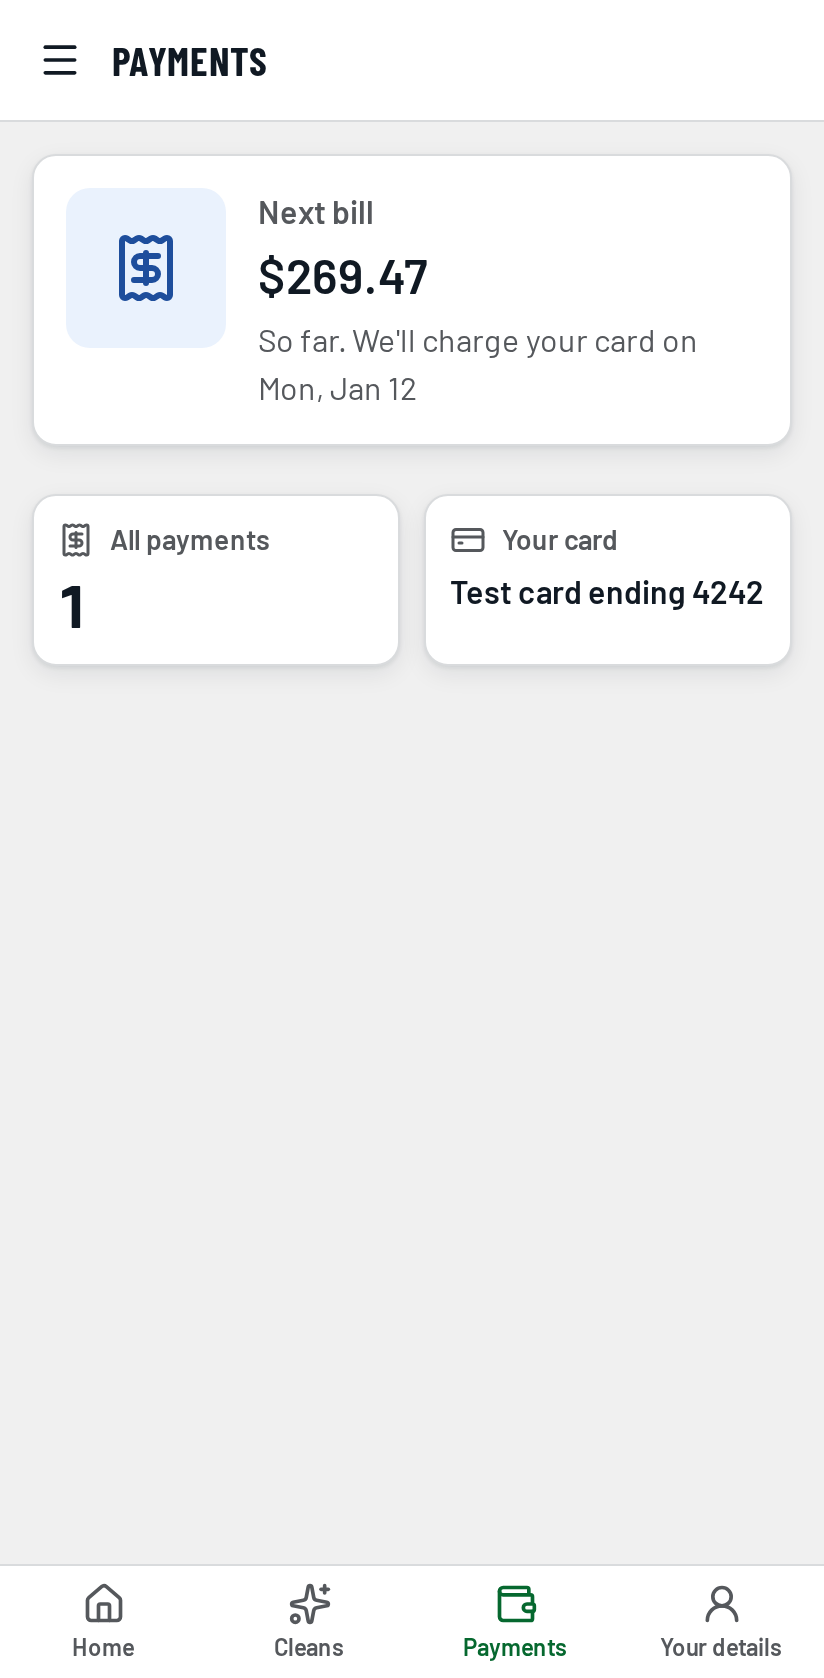 PAYMENTS
Next bill
$269.47
So far. We'll charge your card on
Mon, Jan 12
All payments
1
Your card
Test card ending 4242
Home
Cleans
Payments
Your details